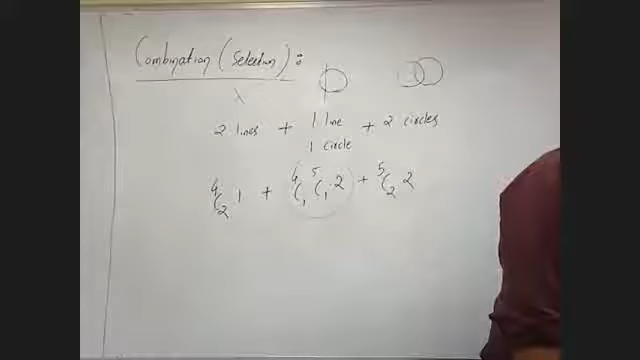 Combination (Selection) :
2 lines + 1 line 1 circle + 2 circles
⁴C₂ 1 + ⁴C₁ ⁵C₁ 2 + ⁵C₂ 2